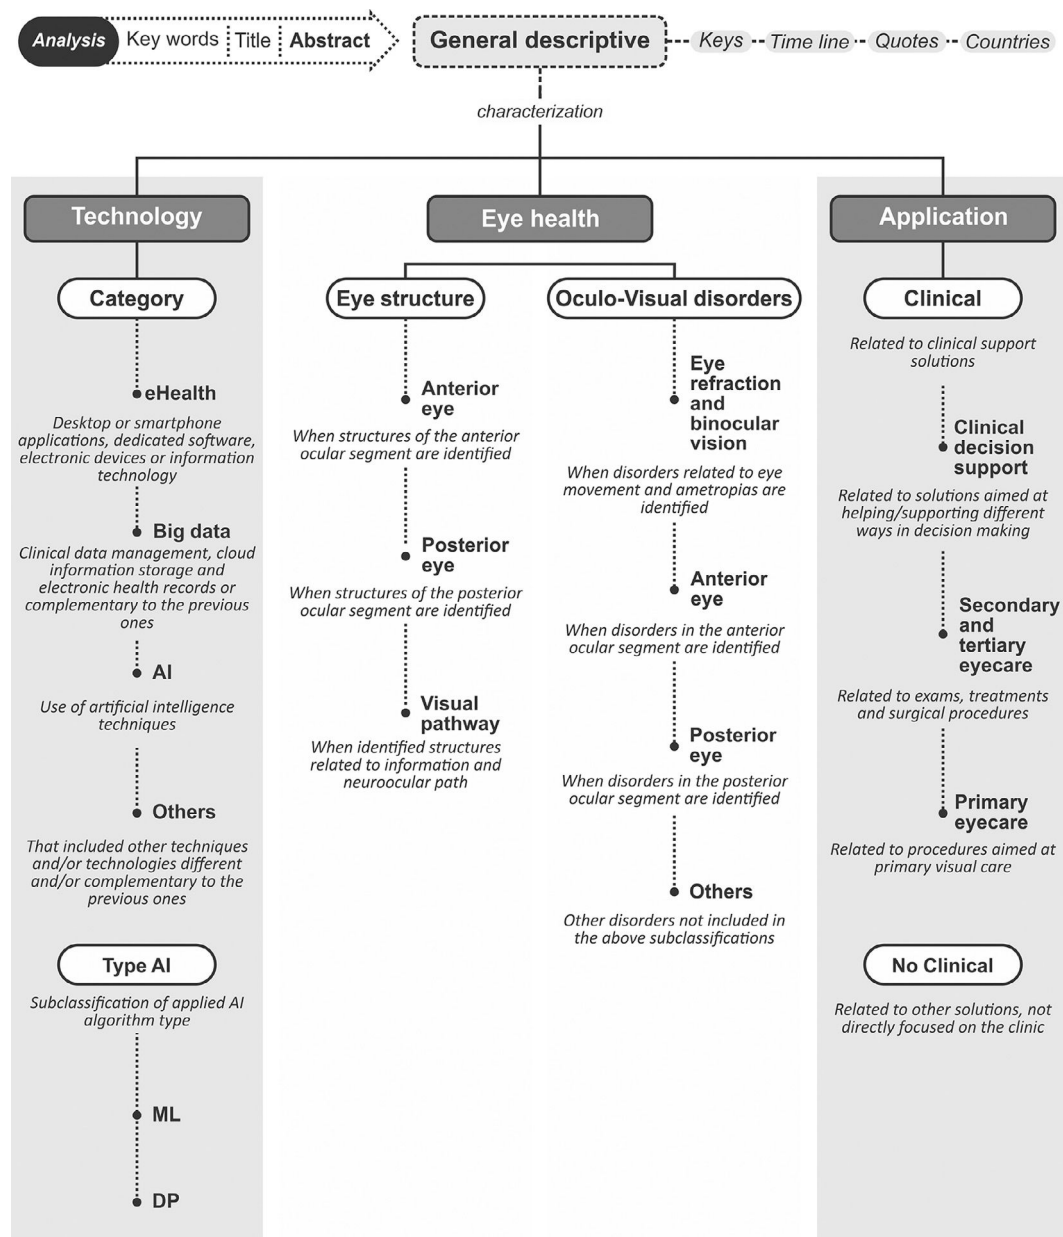 Analysis Key words Title Abstract General descriptive Keys Time line Quotes Countries
characterization
Technology
Category
eHealth
Desktop or smartphone
applications, dedicated software,
electronic devices or information
technology
Big data
Clinical data management, cloud
information storage and
electronic health records or
complementary to the previous
ones
AI
Use of artificial intelligence
techniques
Others
That included other techniques
and/or technologies different
and/or complementary to the
previous ones
Type AI
Subclassification of applied AI
algorithm type
ML
DP
Eye health
Eye structure
Anterior
eye
When structures of the anterior
ocular segment are identified
Posterior
eye
When structures of the posterior
ocular segment are identified
Visual
pathway
When identified structures
related to information and
neuroocular path
Oculo-Visual disorders
Eye
refraction
and
binocular
vision
When disorders related to eye
movement and ametropias are
identified
Anterior
eye
When disorders in the anterior
ocular segment are identified
Posterior
eye
When disorders in the posterior
ocular segment are identified
Others
Other disorders not included in
the above subclassifications
Application
Clinical
Related to clinical support
solutions
Clinical
decision
support
Related to solutions aimed at
helping/supporting different
ways in decision making
Secondary
and
tertiary
eyecare
Related to exams, treatments
and surgical procedures
Primary
eyecare
Related to procedures aimed at
primary visual care
No Clinical
Related to other solutions, not
directly focused on the clinic